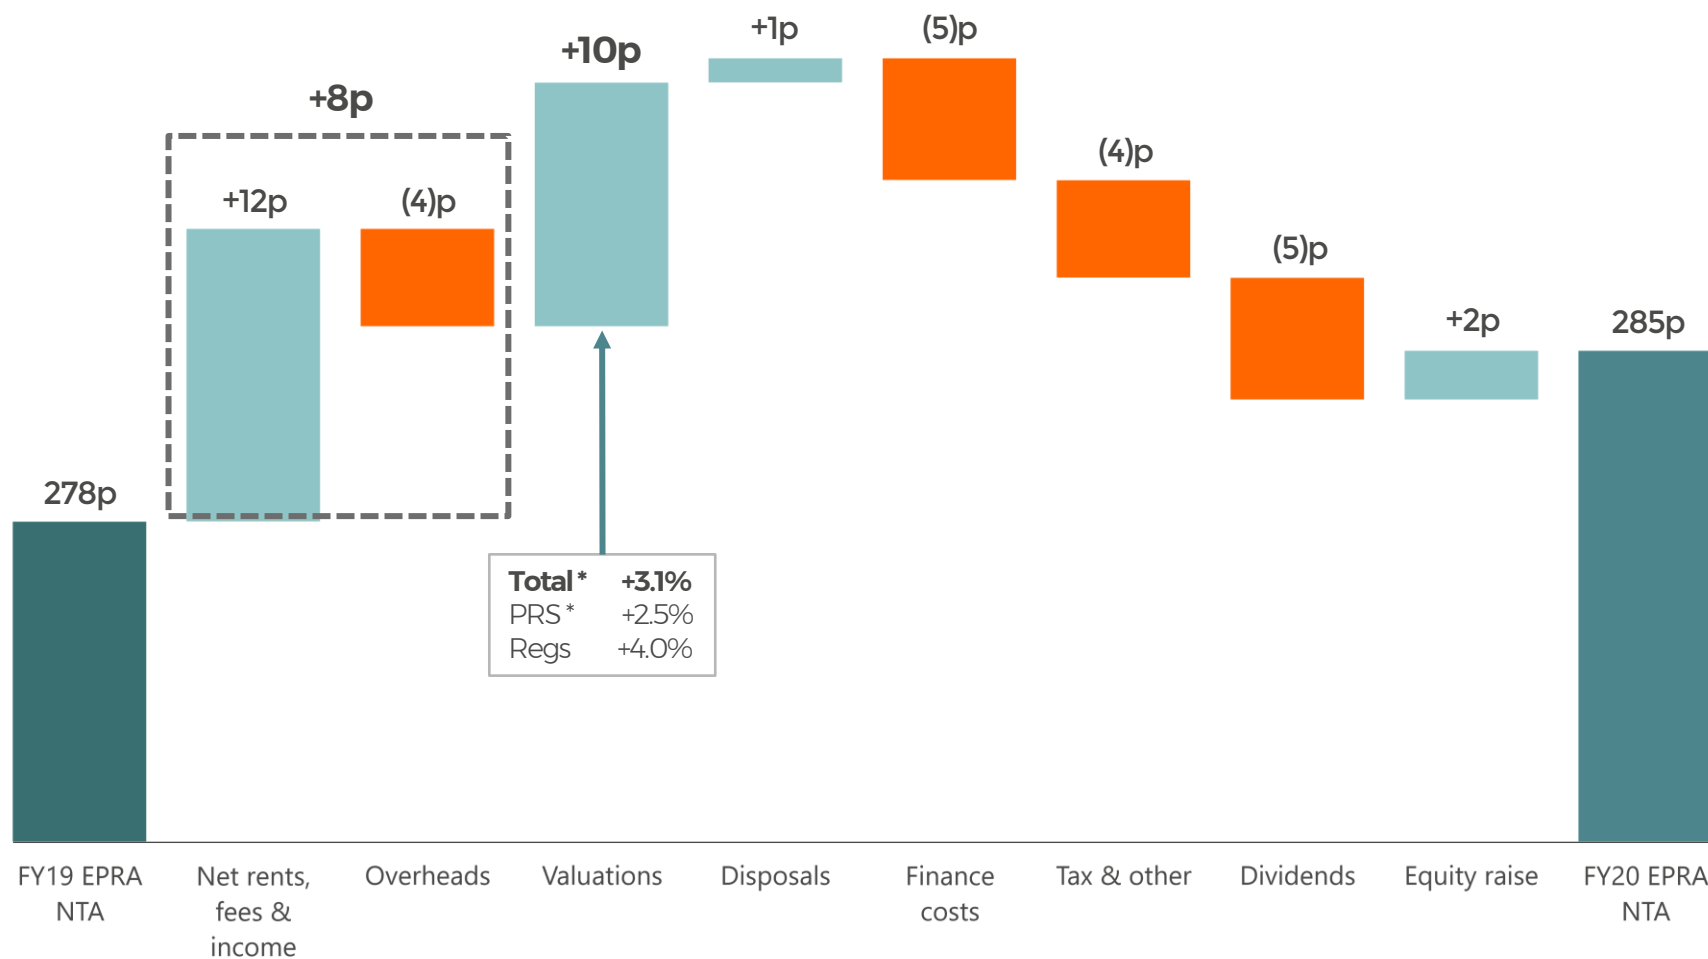 +1p
(5)p
+10p
+8p
(4)p
+12p
(4)p
(5)p
+2p
285p
278p
Total * +3.1%
PRS * +2.5%
Regs +4.0%
FY19 EPRA
NTA
Net rents,
fees &
income
Overheads
Valuations
Disposals
Finance
costs
Tax & other
Dividends
Equity raise
FY20 EPRA
NTA